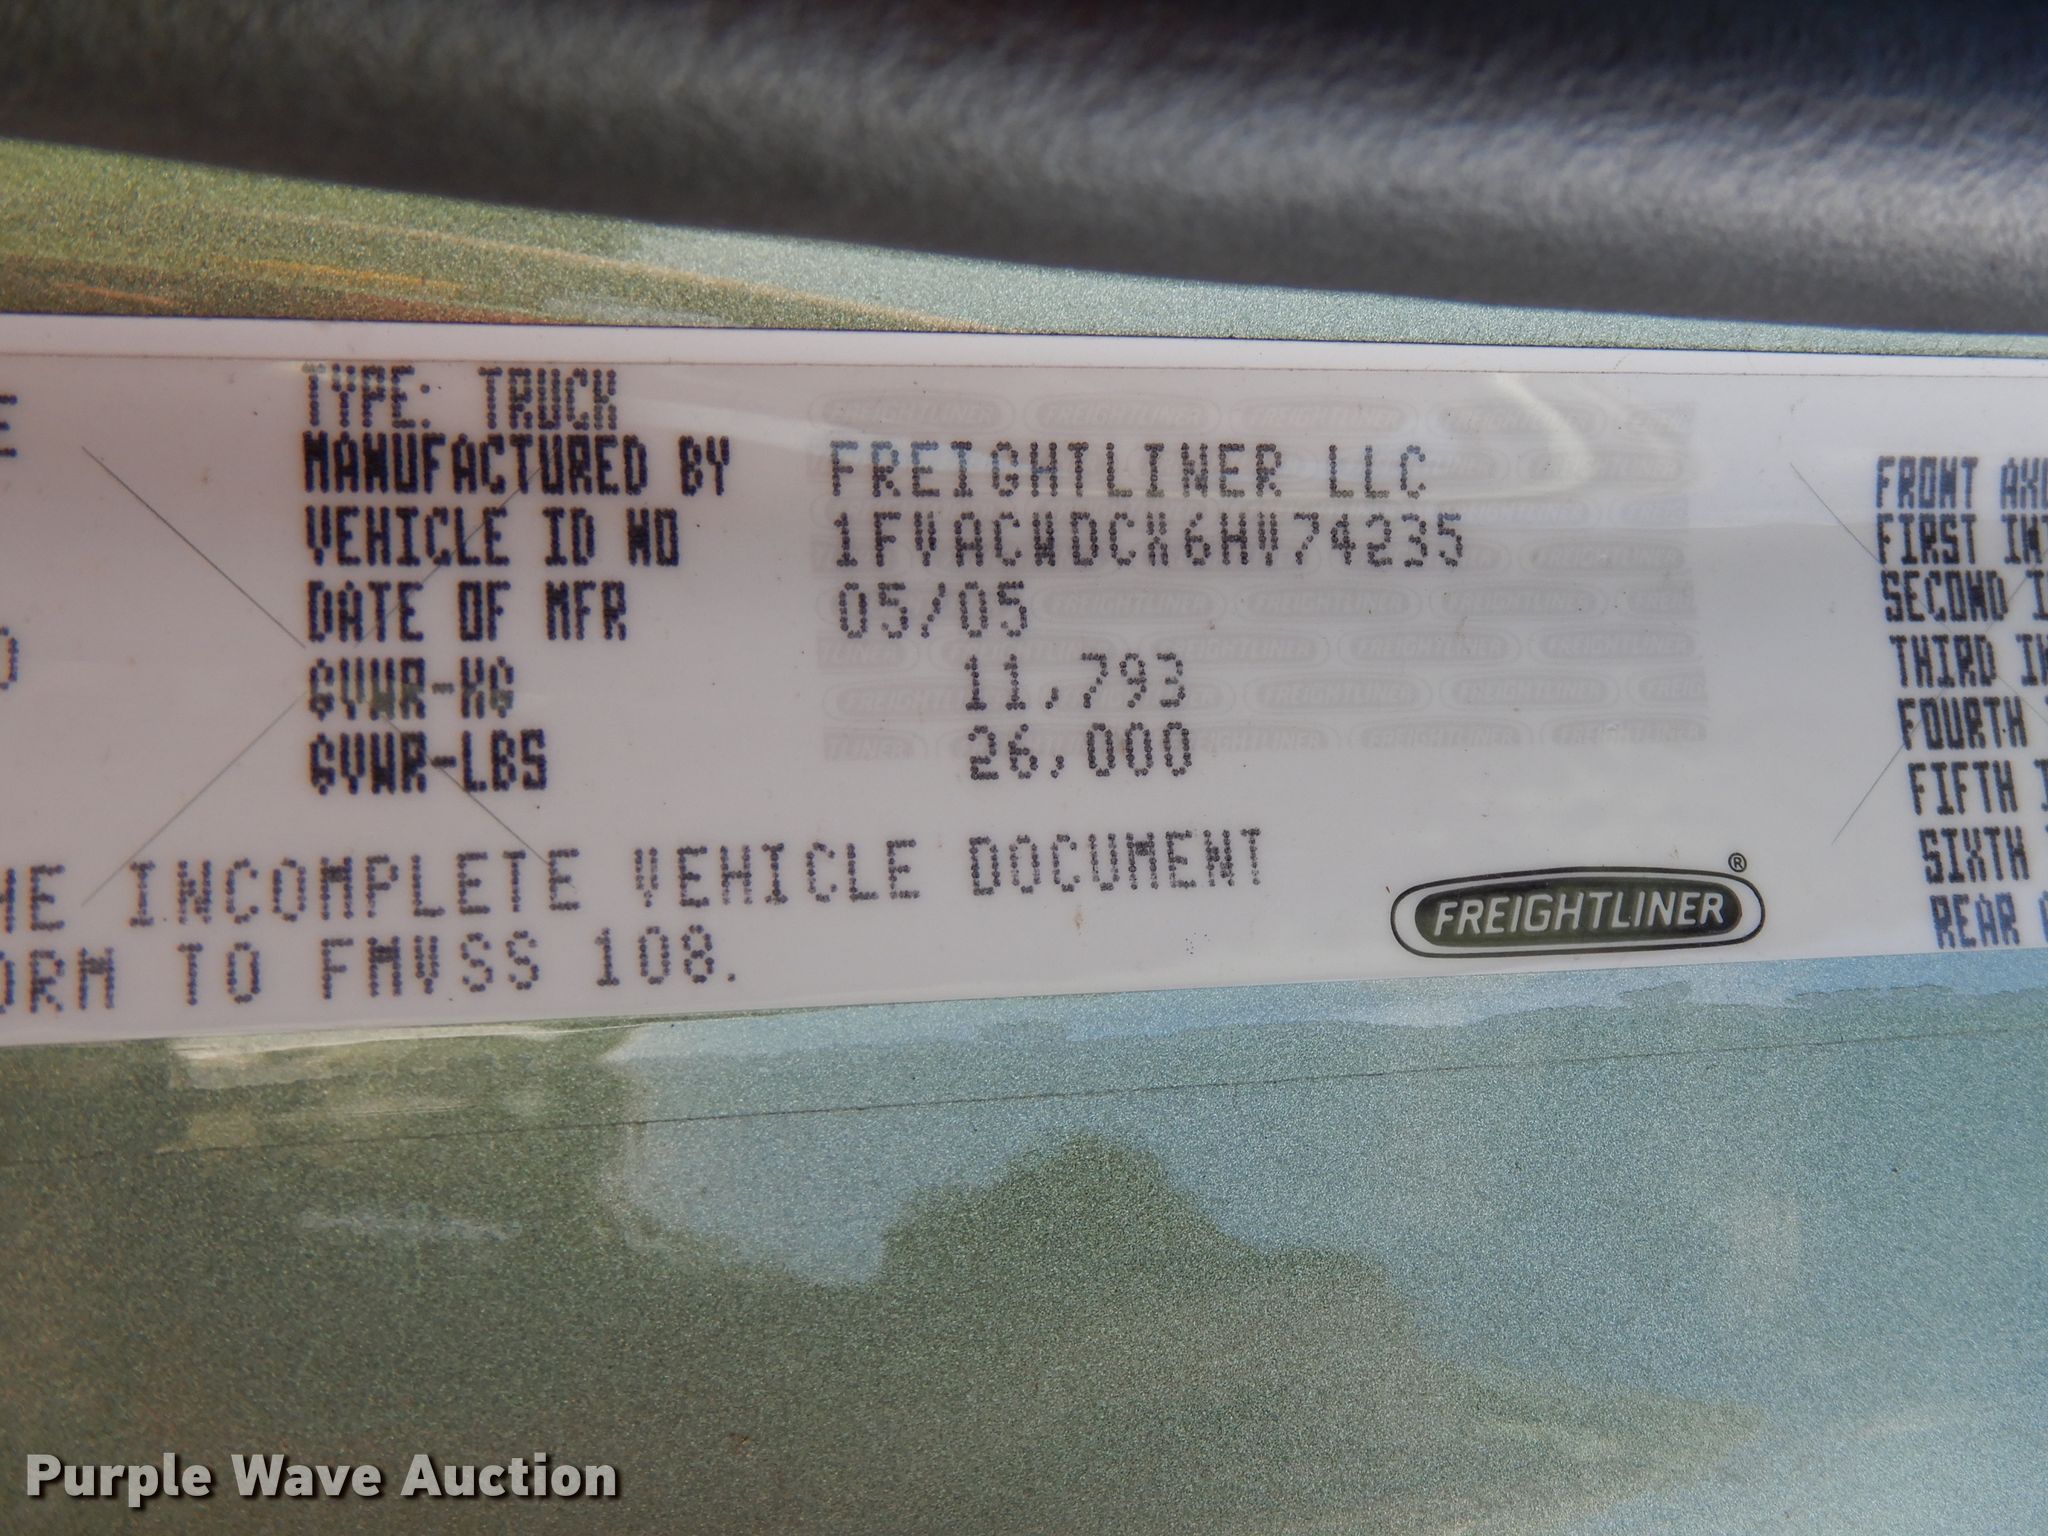 TYPE: TRUCK
MANUFACTURED BY FREIGHTLINER LLC
VEHICLE ID NO 1FVACWDCX6HV74235
DATE OF MFR 05/05
GVWR-KG 11,793
GVWR-LBS 26,000
INCOMPLETE VEHICLE DOCUMENT
TO FMVSS 108.
FREIGHTLINER®
FRONT
FIRST
SECOND
THIRD
FOURTH
FIFTH
SIXTH
REAR
Purple Wave Auction